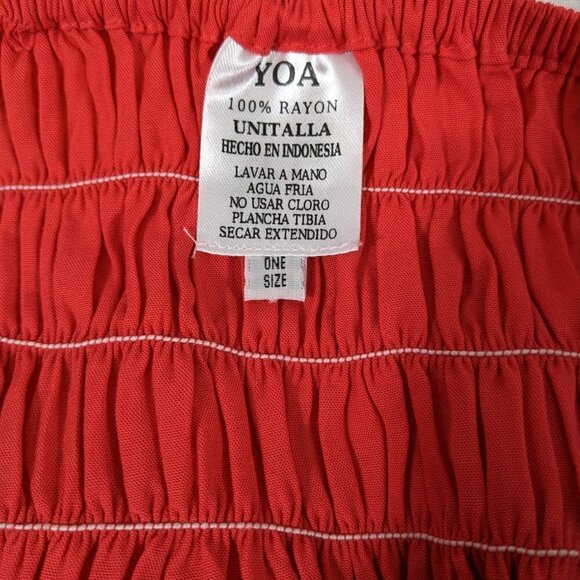 YOA
100% RAYON
UNITALLA
HECHO EN INDONESIA
LAVAR A MANO
AGUA FRIA
NO USAR CLORO
PLANCHA TIBIA
SECAR EXTENDIDO
ONE
SIZE